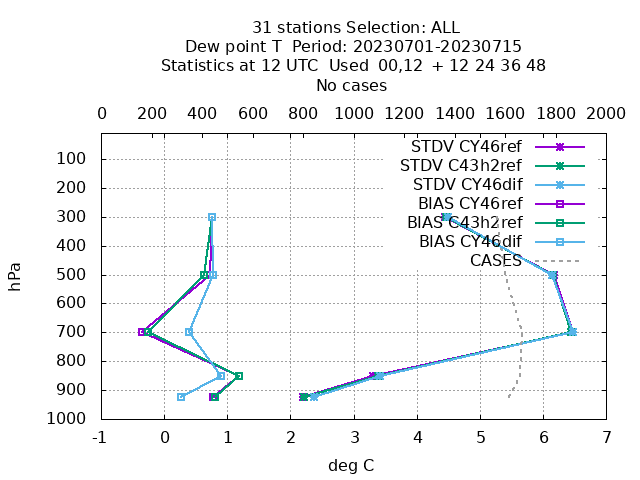 31 stations Selection: ALL
Dew point T  Period: 20230701-20230715
Statistics at 12 UTC  Used  00,12  + 12 24 36 48
No cases
0 200 400 600 800 1000 1200 1400 1600 1800 2000
STDV CY46ref
STDV C43h2ref
STDV CY46dif
BIAS CY46ref
BIAS C43h2ref
BIAS CY46dif
CASES
hPa
100
200
300
400
500
600
700
800
900
1000
-1 0 1 2 3 4 5 6 7
deg C